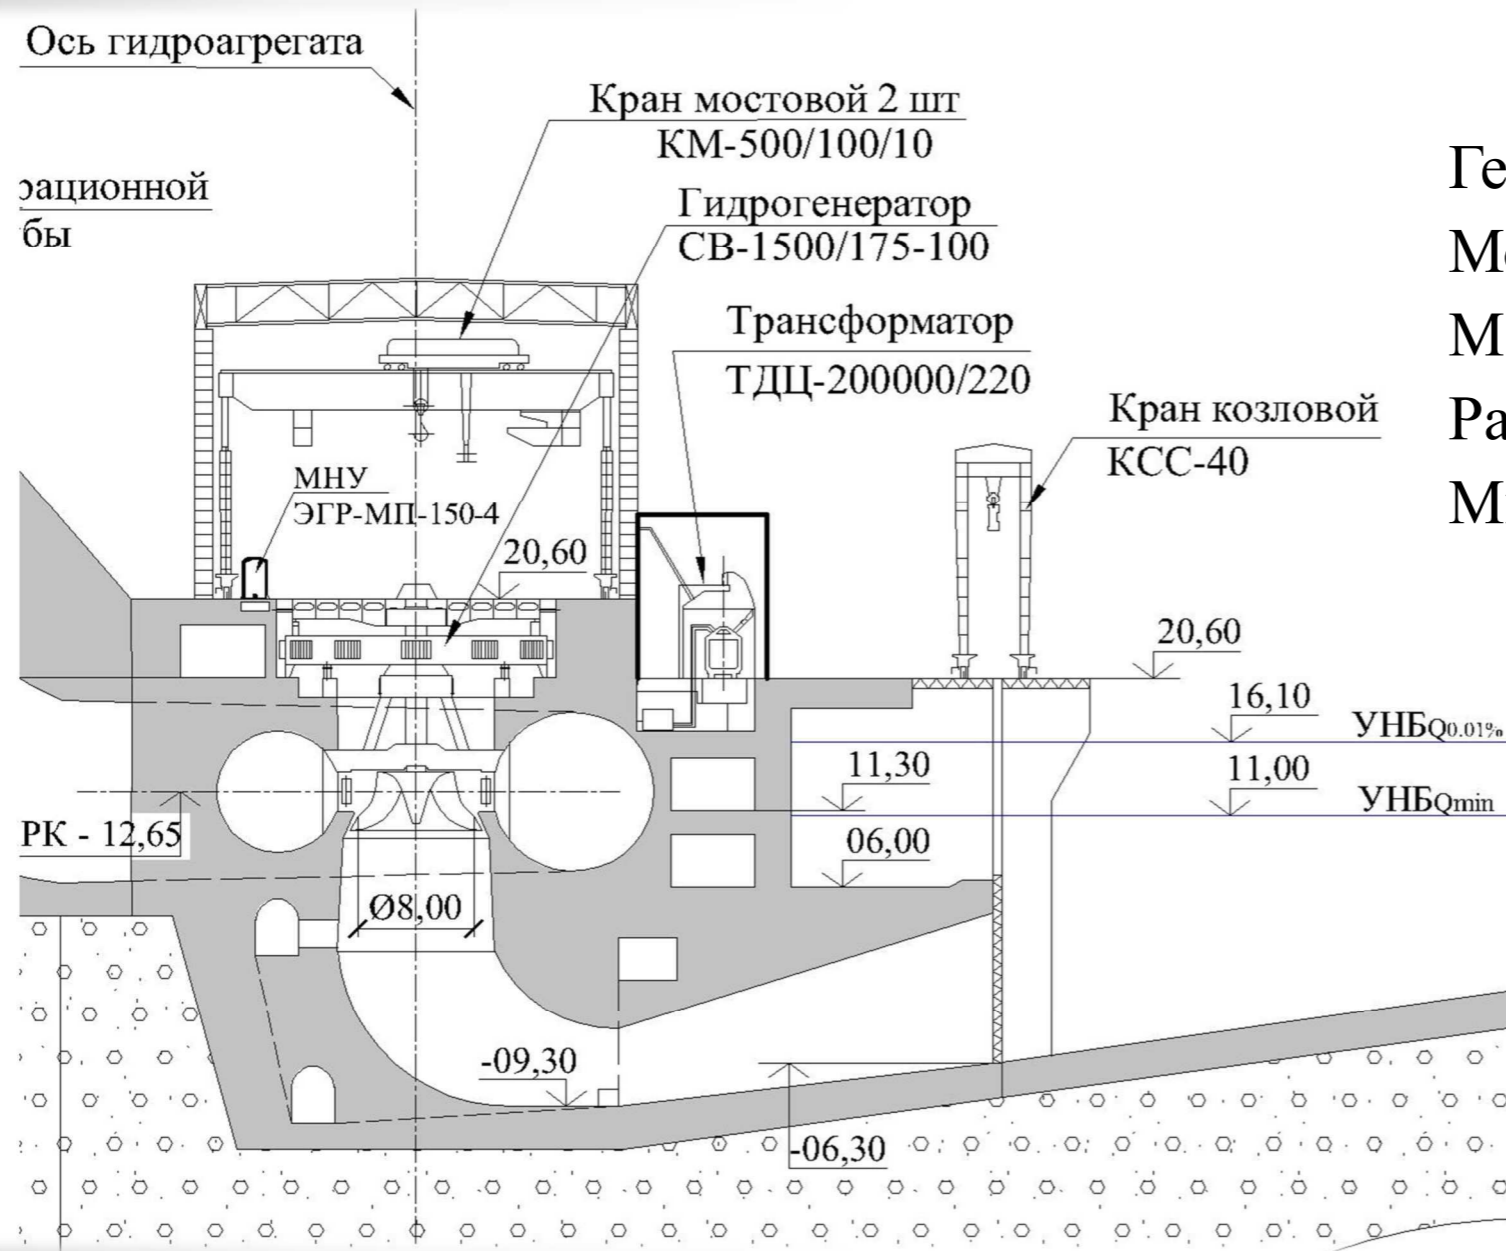 Ось гидроагрегата
Кран мостовой 2 шт
КМ-500/100/10
рационной
бы
Гидрогенератор
СВ-1500/175-100
Трансформатор
ТДЦ-200000/220
Кран козловой
КСС-40
МНУ
ЭГР-МП-150-4
20,60
20,60
16,10
УНБQ0.01%
11,30
11,00
УНБQmin
РК - 12,65
06,00
Ø8,00
-09,30
-06,30
Ге
М
Ра